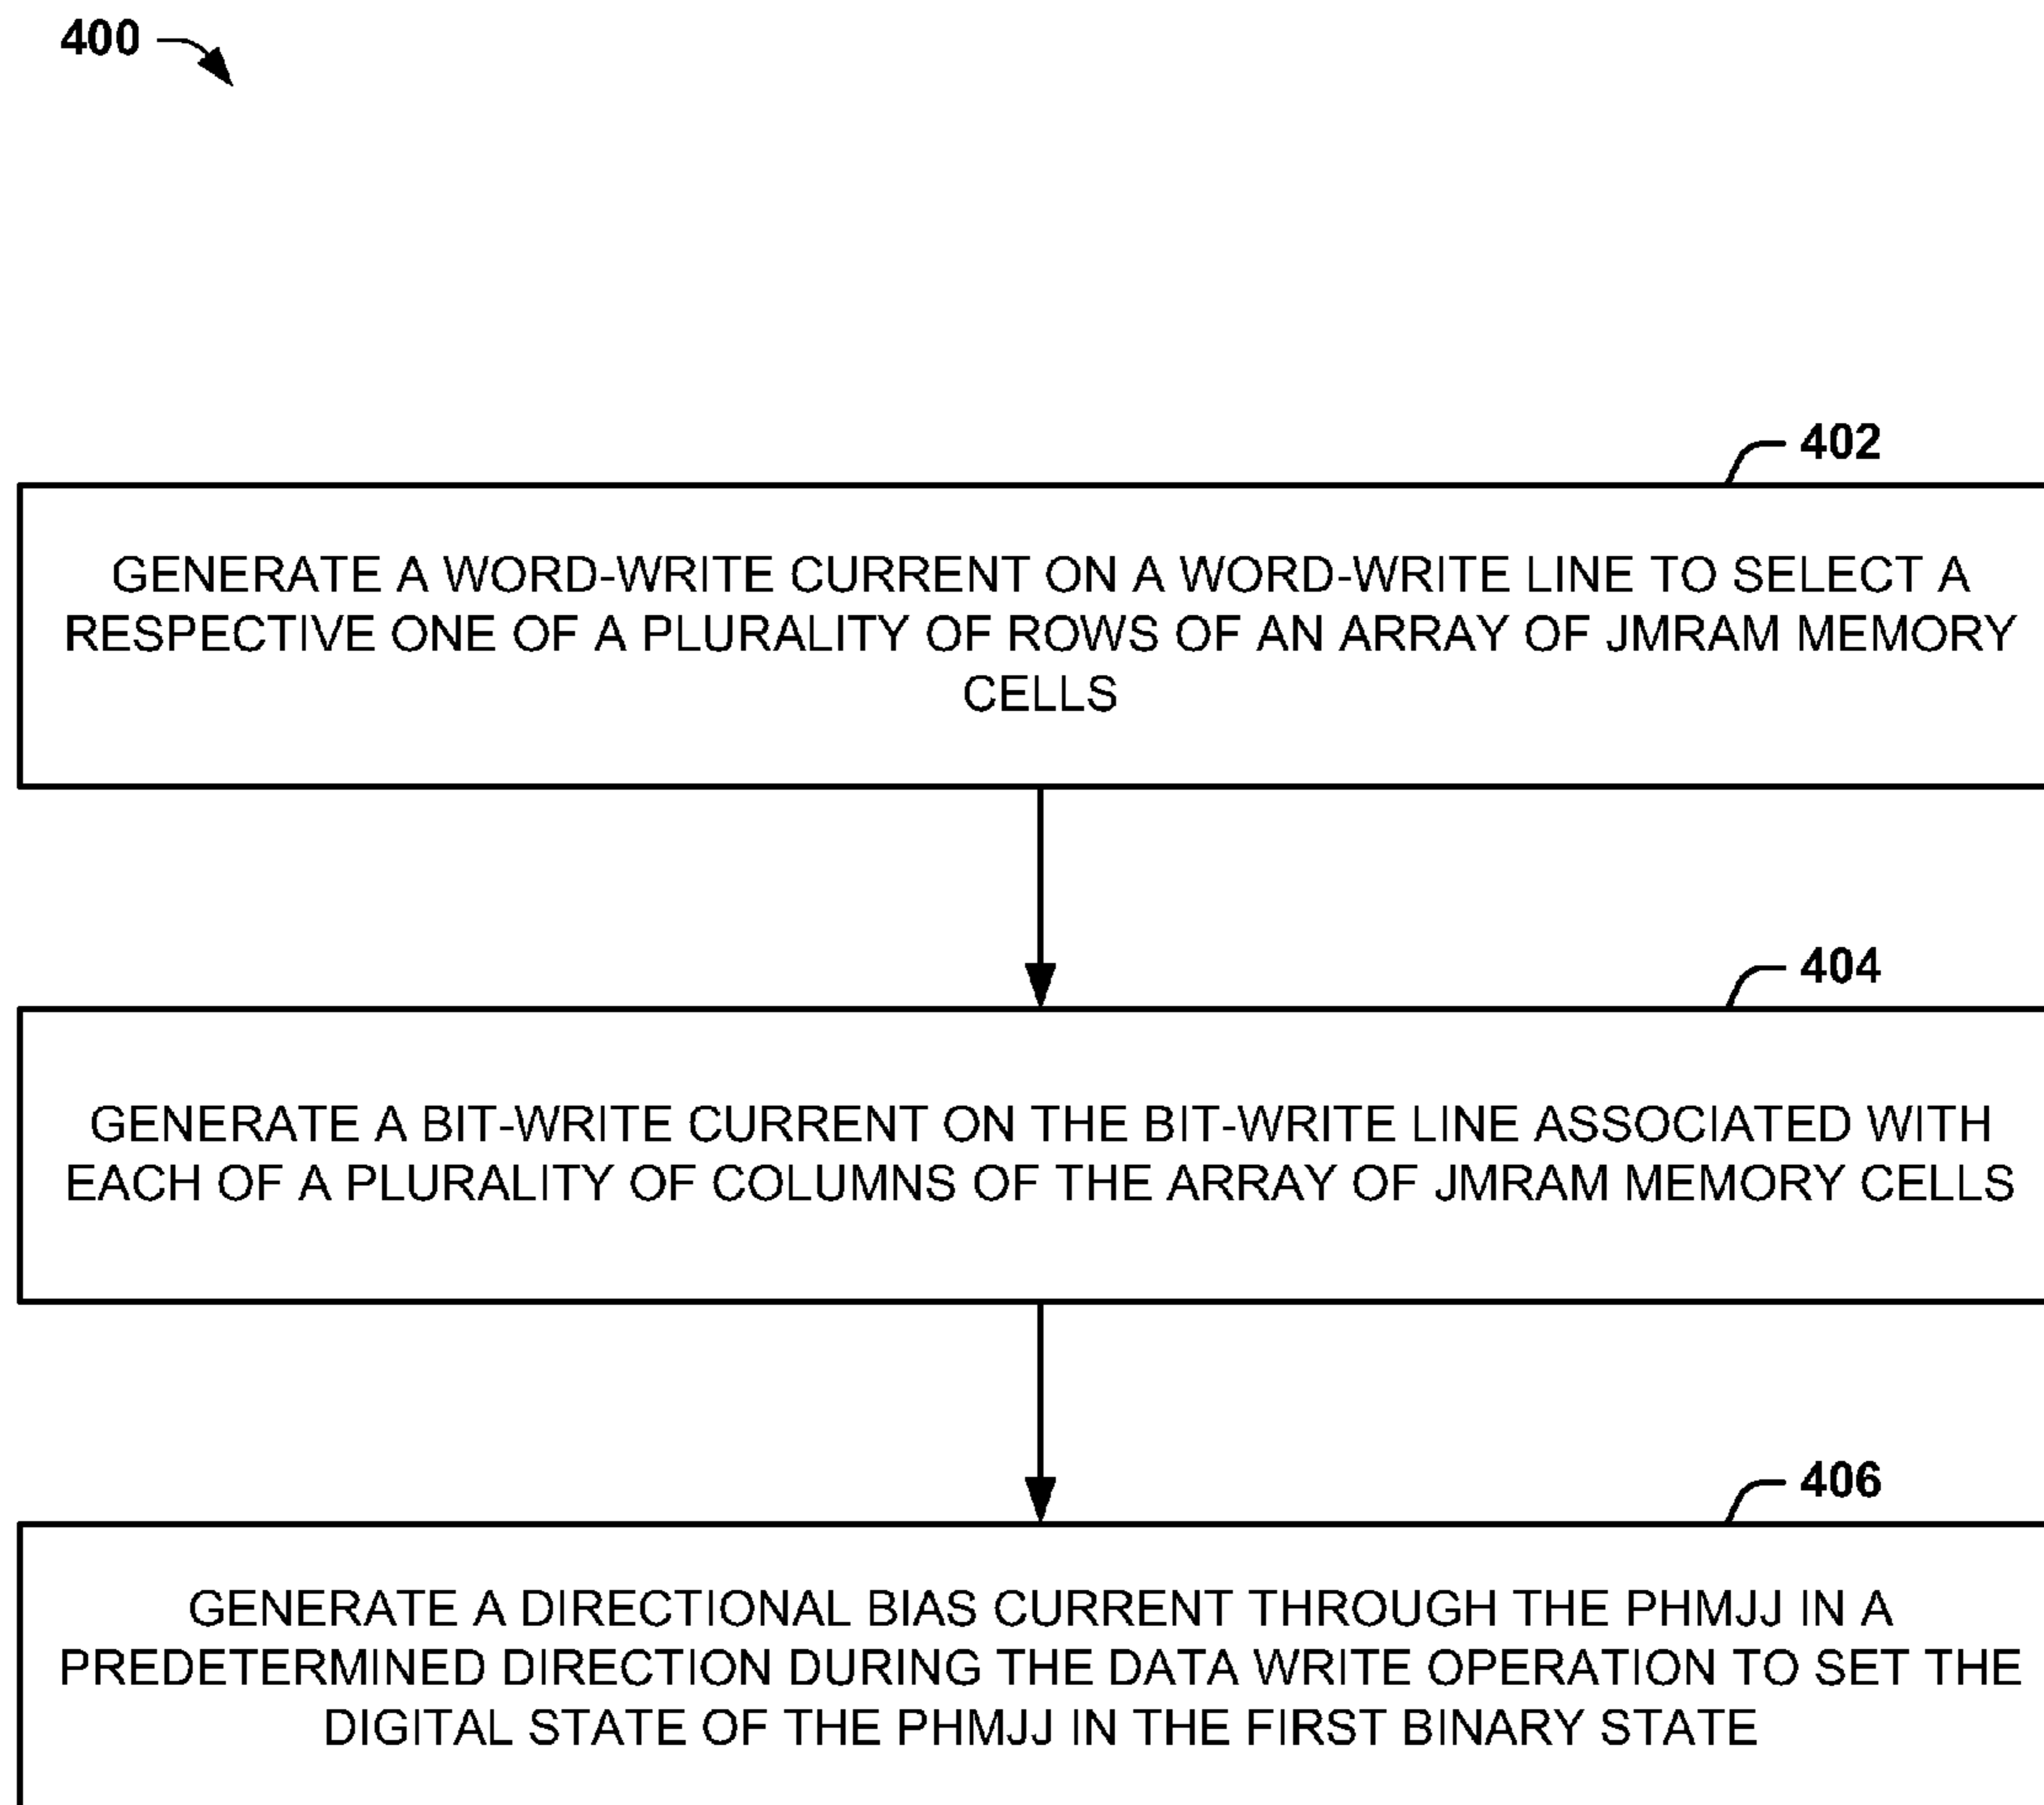 400
402
GENERATE A WORD-WRITE CURRENT ON A WORD-WRITE LINE TO SELECT A
RESPECTIVE ONE OF A PLURALITY OF ROWS OF AN ARRAY OF JMRAM MEMORY
CELLS
404
GENERATE A BIT-WRITE CURRENT ON THE BIT-WRITE LINE ASSOCIATED WITH
EACH OF A PLURALITY OF COLUMNS OF THE ARRAY OF JMRAM MEMORY CELLS
406
GENERATE A DIRECTIONAL BIAS CURRENT THROUGH THE PHMJJ IN A
PREDETERMINED DIRECTION DURING THE DATA WRITE OPERATION TO SET THE
DIGITAL STATE OF THE PHMJJ IN THE FIRST BINARY STATE